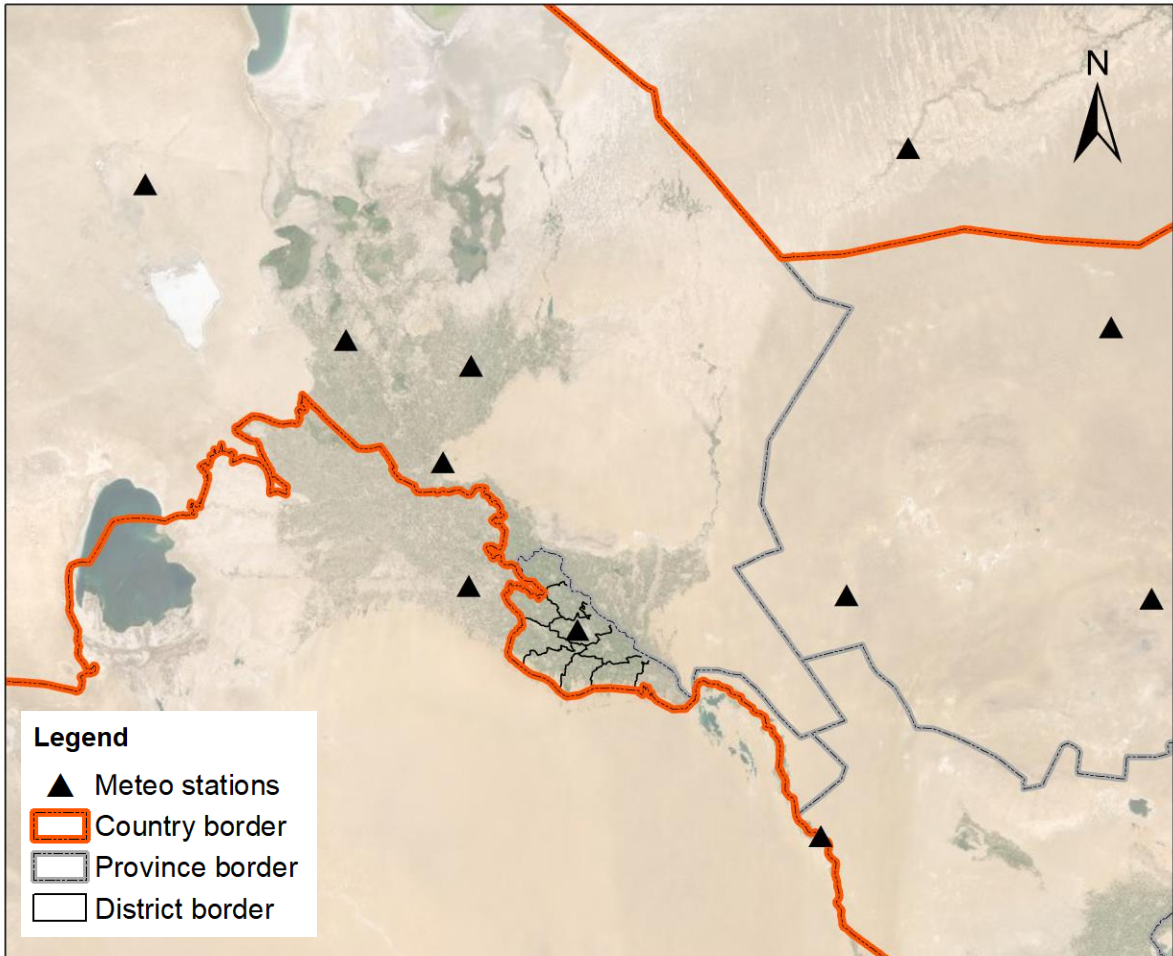 N
Legend
Meteo stations
Country border
Province border
District border